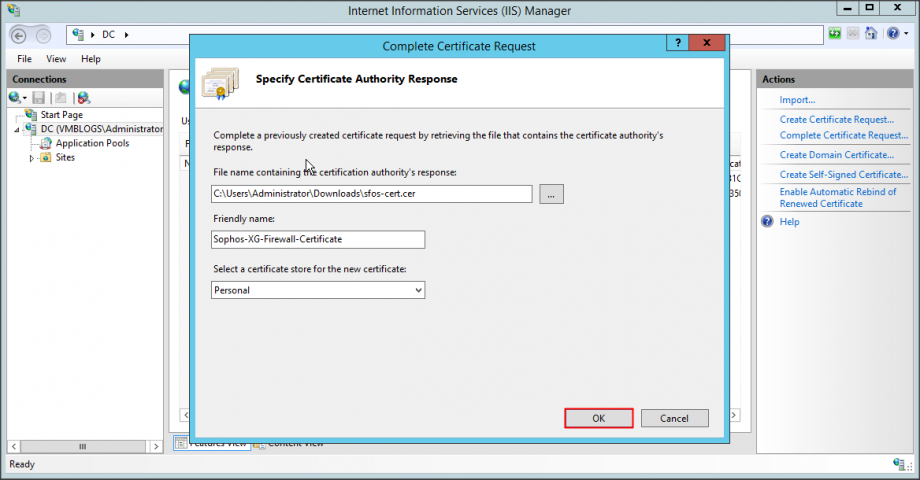 Internet Information Services (IIS) Manager
DC
File View Help
Connections
Start Page
DC (VMBLOGS\Administrator
Application Pools
Sites
Complete Certificate Request
?
Specify Certificate Authority Response
Complete a previously created certificate request by retrieving the file that contains the certificate authority's
response.
File name containing the certification authority's response:
C:\Users\Administrator\Downloads\sfos-cert.cer
...
Friendly name:
Sophos-XG-Firewall-Certificate
Select a certificate store for the new certificate:
Personal
OK
Cancel
Actions
Import...
Create Certificate Request...
Complete Certificate Request...
Create Domain Certificate...
Create Self-Signed Certificate...
Enable Automatic Rebind of
Renewed Certificate
Help
Features View
Content View
Ready